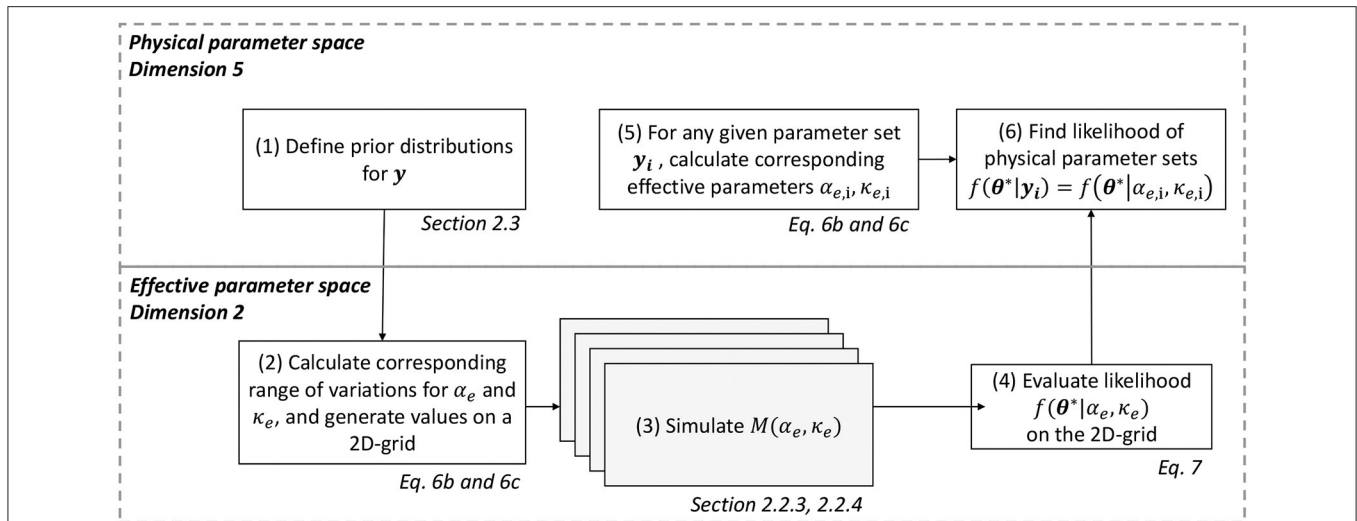 Physical parameter space
Dimension 5
(1) Define prior distributions
for y
Section 2.3
(5) For any given parameter set
y_i , calculate corresponding
effective parameters α_{e,i}, κ_{e,i}
Eq. 6b and 6c
(6) Find likelihood of
physical parameter sets
f(θ*|y_i) = f(θ*|α_{e,i}, κ_{e,i})
Effective parameter space
Dimension 2
(2) Calculate corresponding
range of variations for α_e and
κ_e, and generate values on a
2D-grid
Eq. 6b and 6c
(3) Simulate M(α_e, κ_e)
Section 2.2.3, 2.2.4
(4) Evaluate likelihood
f(θ*|α_e, κ_e)
on the 2D-grid
Eq. 7